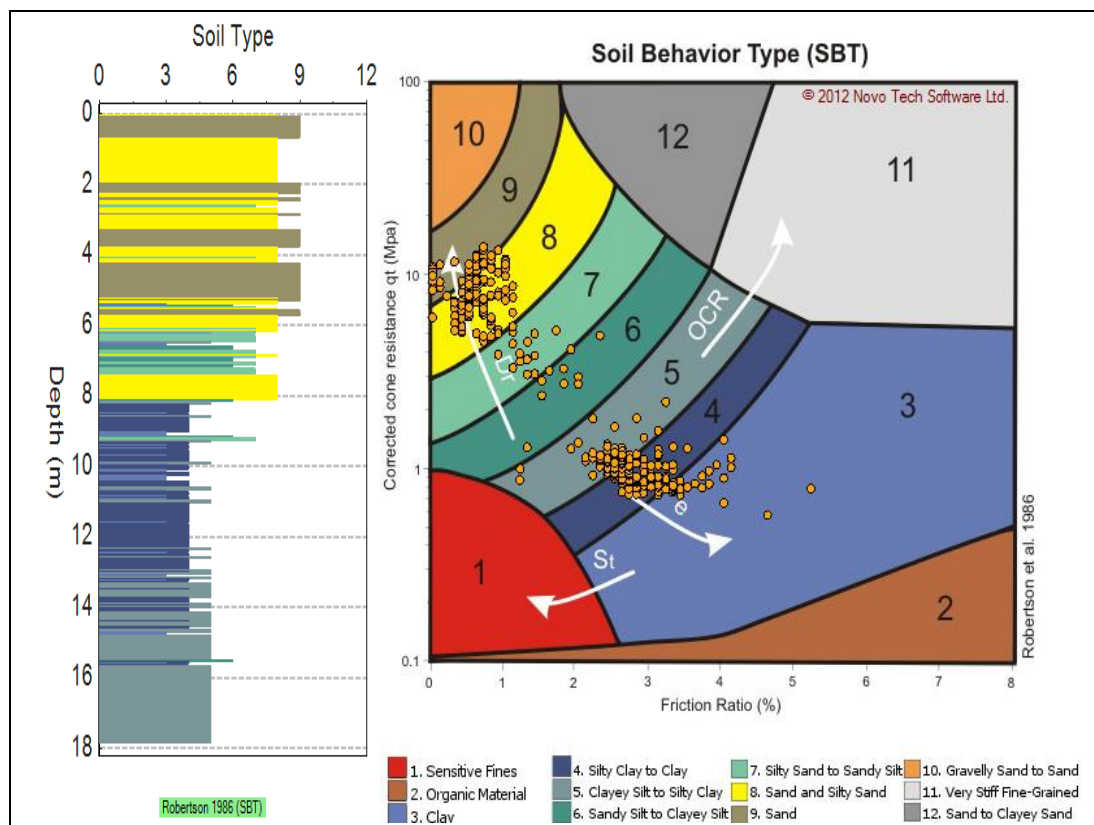 Soil Type
0 3 6 9 12
0
2
4
6
8
10
12
14
16
18
Depth (m)
Robertson 1986 (SBT)
Soil Behavior Type (SBT)
© 2012 Novo Tech Software Ltd.
100
10
1
0.1
Corrected cone resistance qt (Mpa)
10
9
8
7
6
5
4
3
2
1
12
11
Dr
OCR
e
St
0 1 2 3 4 5 6 7 8
Friction Ratio (%)
Robertson et al. 1986
1. Sensitive Fines
2. Organic Material
3. Clay
4. Silty Clay to Clay
5. Clayey Silt to Silty Clay
6. Sandy Silt to Clayey Silt
7. Silty Sand to Sandy Silt
8. Sand and Silty Sand
9. Sand
10. Gravelly Sand to Sand
11. Very Stiff Fine-Grained
12. Sand to Clayey Sand